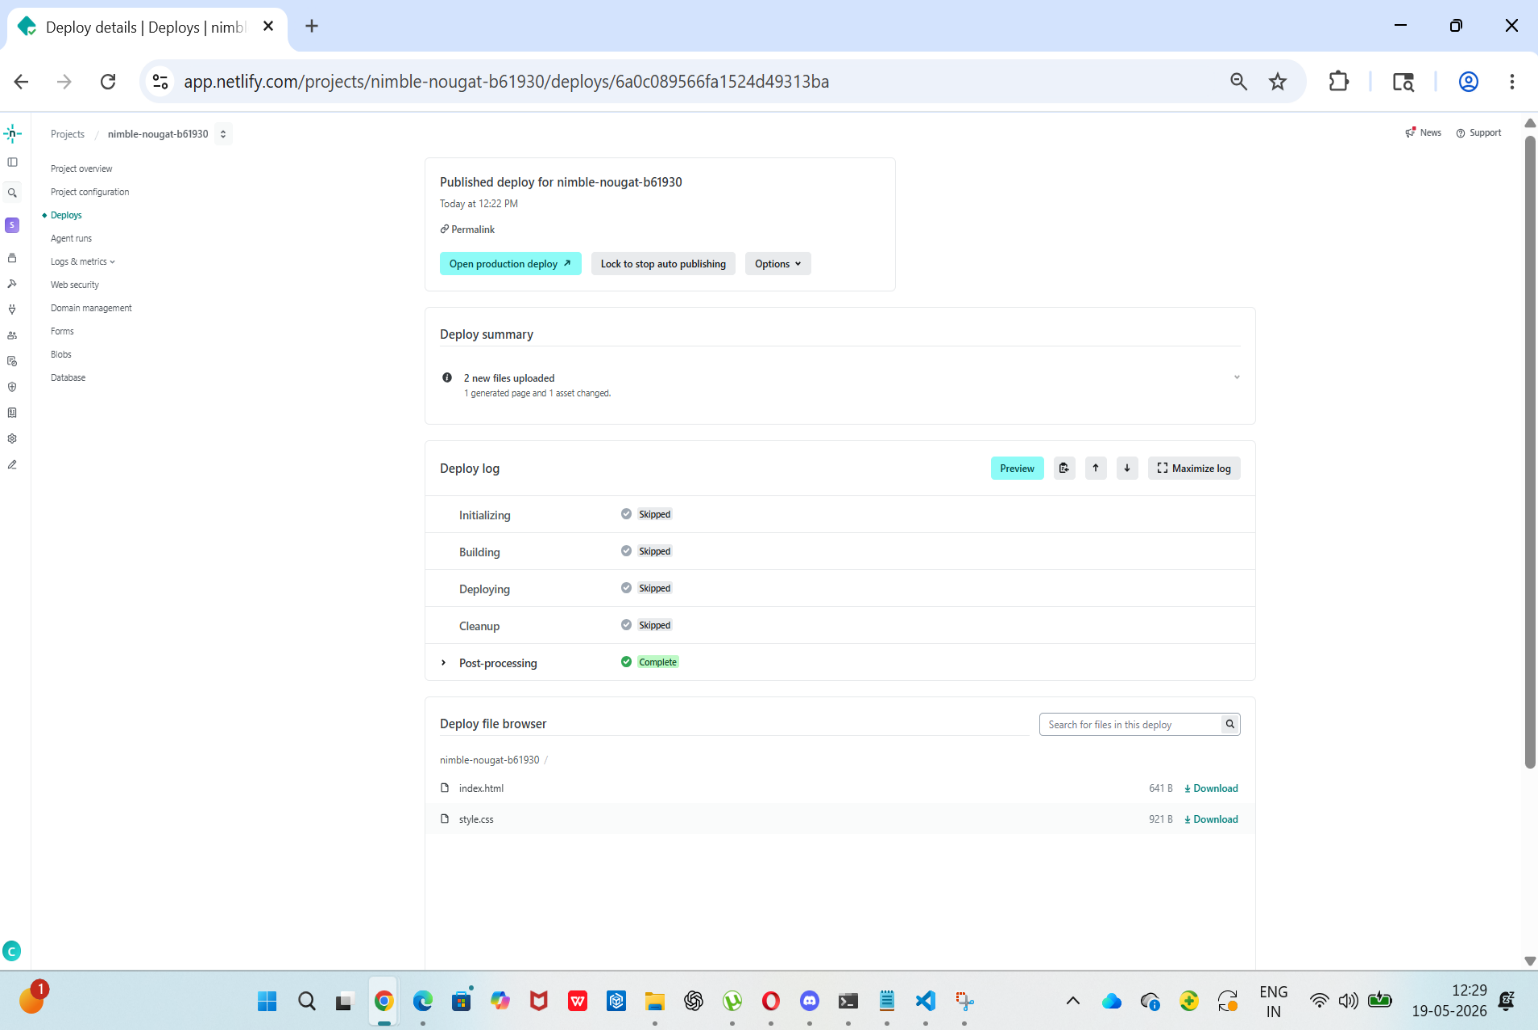 Deploy details | Deploys | nimb
app.netlify.com/projects/nimble-nougat-b61930/deploys/6a0c089566fa1524d49313ba
Projects / nimble-nougat-b61930
News
Support
Project overview
Project configuration
Deploys
Agent runs
Logs & metrics
Web security
Domain management
Forms
Blobs
Database
S
C
Published deploy for nimble-nougat-b61930
Today at 12:22 PM
Permalink
Open production deploy
Lock to stop auto publishing
Options
Deploy summary
2 new files uploaded
1 generated page and 1 asset changed.
Deploy log
Preview
Maximize log
Initializing Skipped
Building Skipped
Deploying Skipped
Cleanup Skipped
Post-processing Complete
Deploy file browser
Search for files in this deploy
nimble-nougat-b61930 /
index.html 641 B Download
style.css 921 B Download
1
W
ENG
IN
12:29
19-05-2026